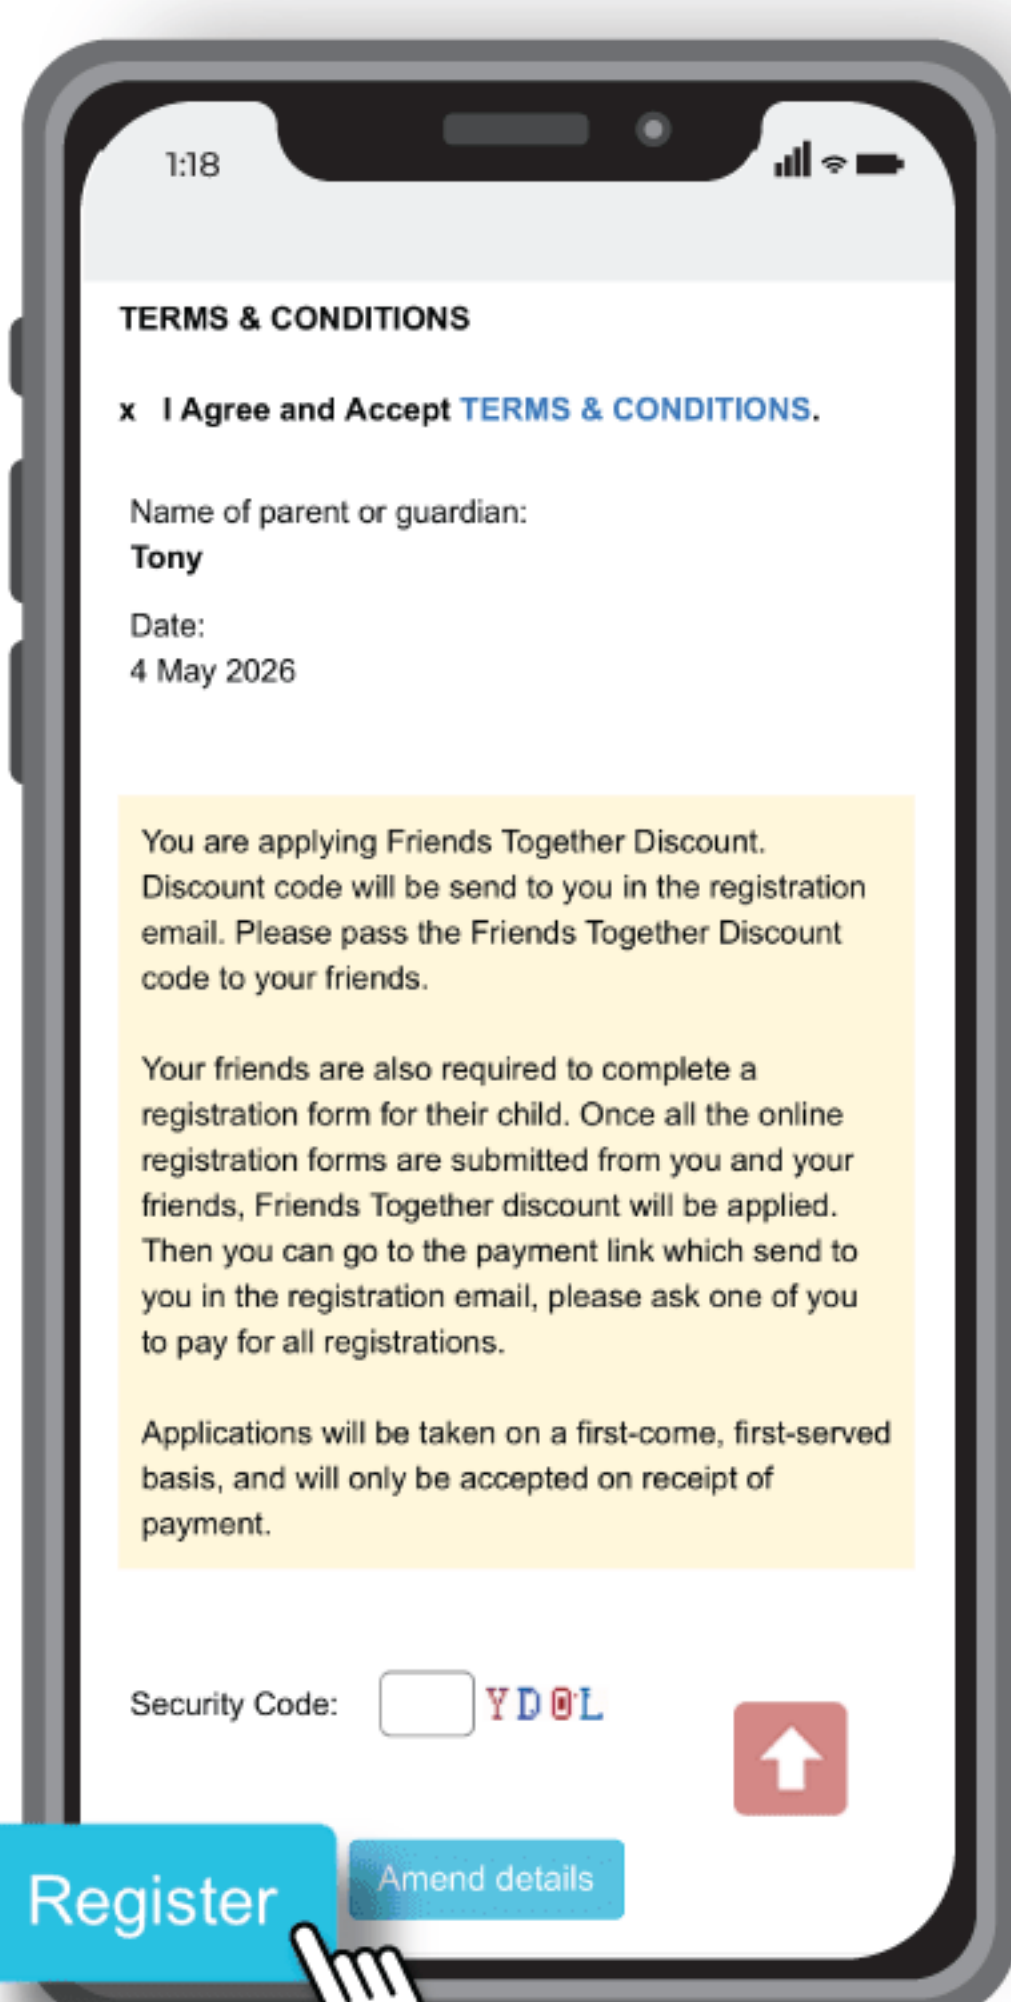 1:18
TERMS & CONDITIONS
x I Agree and Accept TERMS & CONDITIONS.
Name of parent or guardian:
Tony
Date:
4 May 2026
You are applying Friends Together Discount.
Discount code will be send to you in the registration
email. Please pass the Friends Together Discount
code to your friends.
Your friends are also required to complete a
registration form for their child. Once all the online
registration forms are submitted from you and your
friends, Friends Together discount will be applied.
Then you can go to the payment link which send to
you in the registration email, please ask one of you
to pay for all registrations.
Applications will be taken on a first-come, first-served
basis, and will only be accepted on receipt of
payment.
Security Code: YD0L
Register Amend details